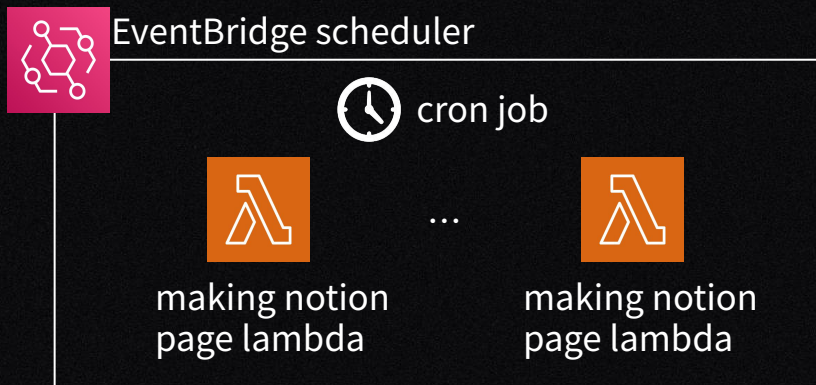 EventBridge scheduler
cron job
...
making notion
page lambda
making notion
page lambda